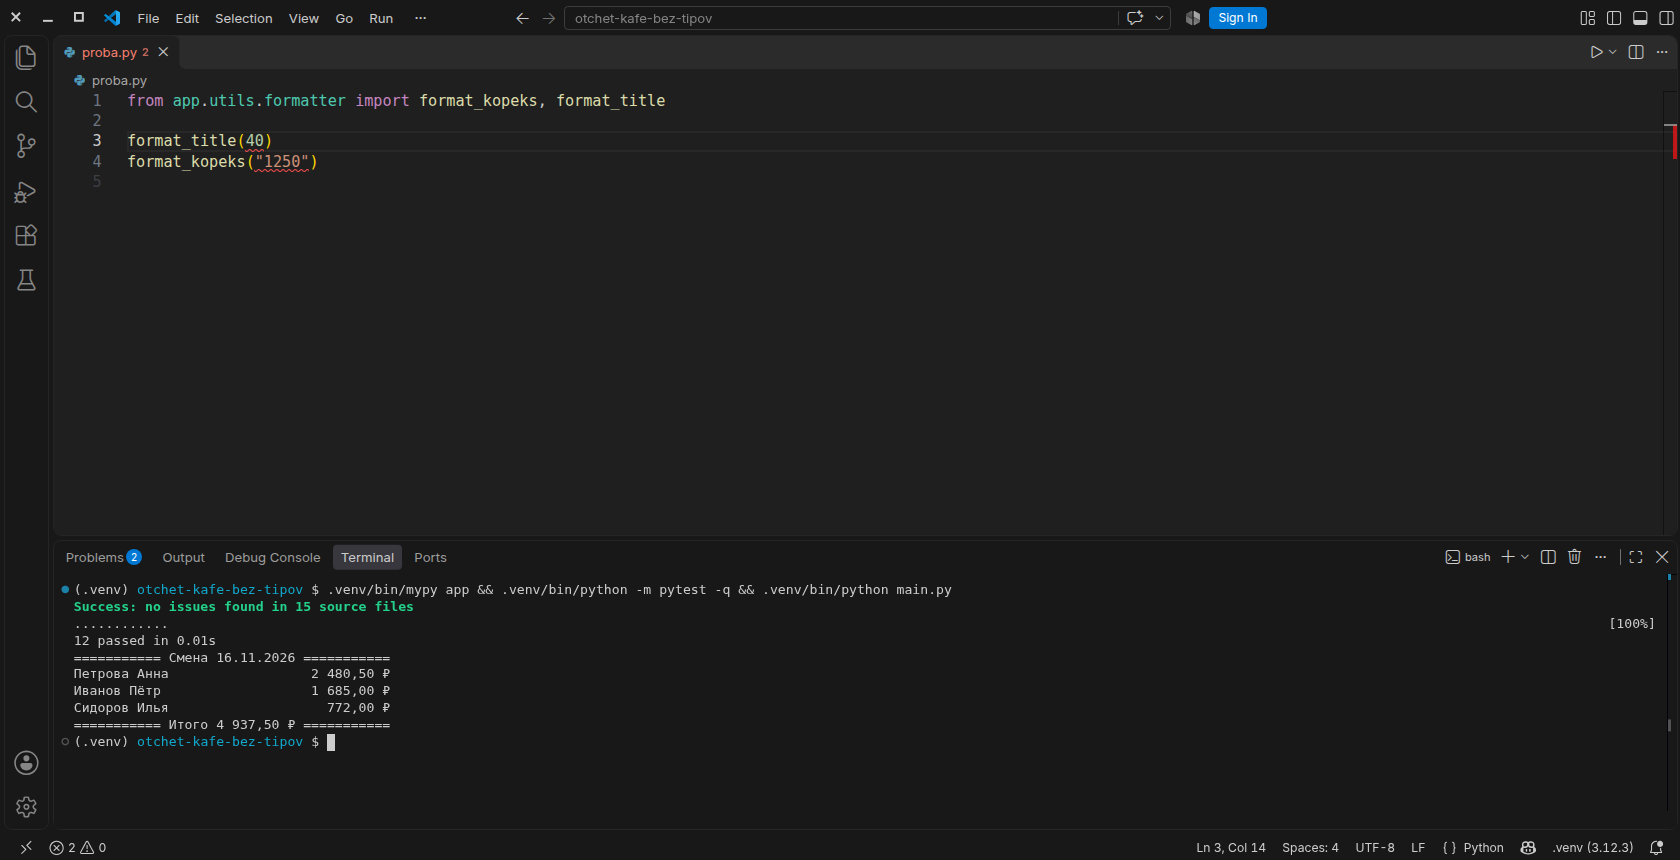 File Edit Selection View Go Run ··· otchet-kafe-bez-tipov Sign In
proba.py 2
proba.py
1 from app.utils.formatter import format_kopeks, format_title
2
3 format_title(40)
4 format_kopeks("1250")
5
Problems 2 Output Debug Console Terminal Ports bash
(.venv) otchet-kafe-bez-tipov $ .venv/bin/mypy app && .venv/bin/python -m pytest -q && .venv/bin/python main.py
Success: no issues found in 15 source files
............ [100%]
12 passed in 0.01s
=========== Смена 16.11.2026 ===========
Петрова Анна 2 480,50 ₽
Иванов Пётр 1 685,00 ₽
Сидоров Илья 772,00 ₽
=========== Итого 4 937,50 ₽ ===========
(.venv) otchet-kafe-bez-tipov $
2 0 Ln 3, Col 14 Spaces: 4 UTF-8 LF { } Python .venv (3.12.3)